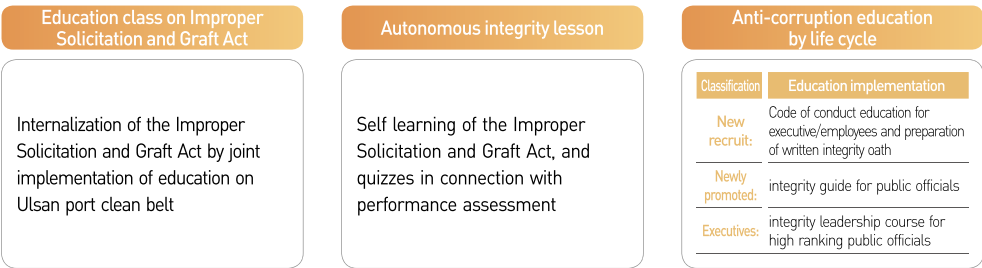 Education class on Improper
Solicitation and Graft Act
Internalization of the Improper
Solicitation and Graft Act by joint
implementation of education on
Ulsan port clean belt
Autonomous integrity lesson
Self learning of the Improper
Solicitation and Graft Act, and
quizzes in connection with
performance assessment
Anti-corruption education
by life cycle
Classification Education implementation
New
recruit:
Code of conduct education for
executive/employees and preparation
of written integrity oath
Newly
promoted:
integrity guide for public officials
Executives:
integrity leadership course for
high ranking public officials